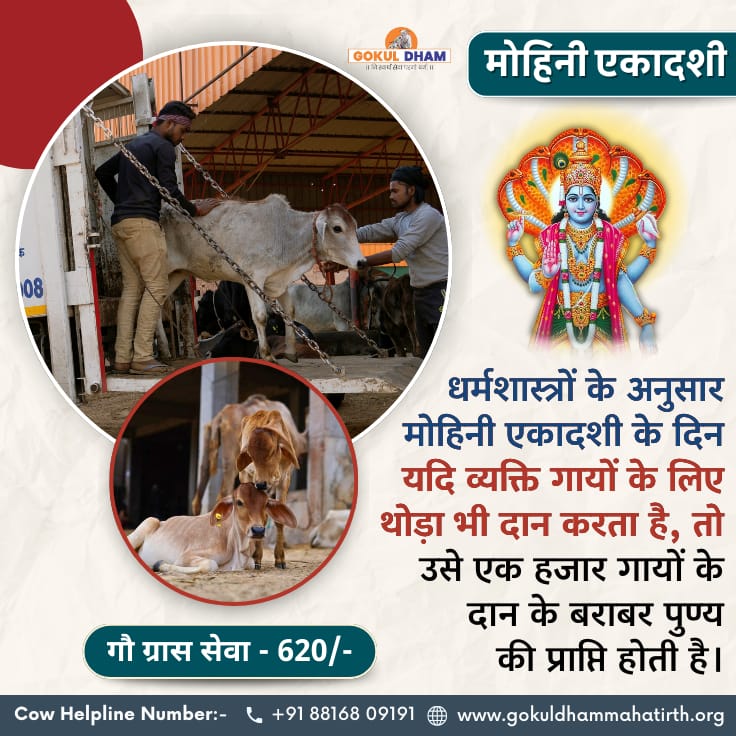 GOKUL DHAM
मोहिनी एकादशी
008
धर्मशास्त्रों के अनुसार
मोहिनी एकादशी के दिन
यदि व्यक्ति गायों के लिए
थोड़ा भी दान करता है, तो
उसे एक हजार गायों के
दान के बराबर पुण्य
की प्राप्ति होती है।
गौ ग्रास सेवा - 620/-
Cow Helpline Number:- +91 88168 09191 www.gokuldhammahatirth.org